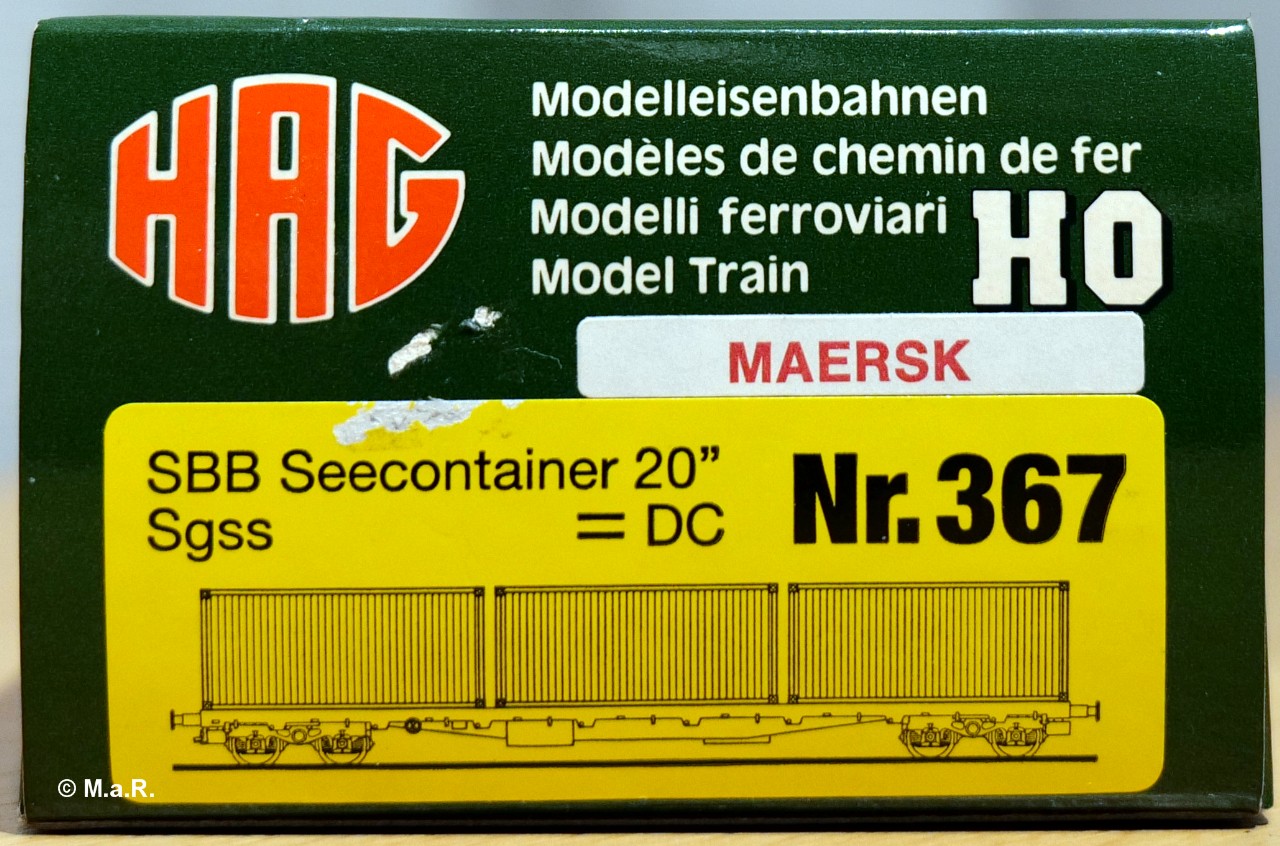 HAG
Modelleisenbahnen
Modèles de chemin de fer
Modelli ferroviari
Model Train
HO
MAERSK
SBB Seecontainer 20”
Sgss = DC
Nr. 367
© M.a.R.